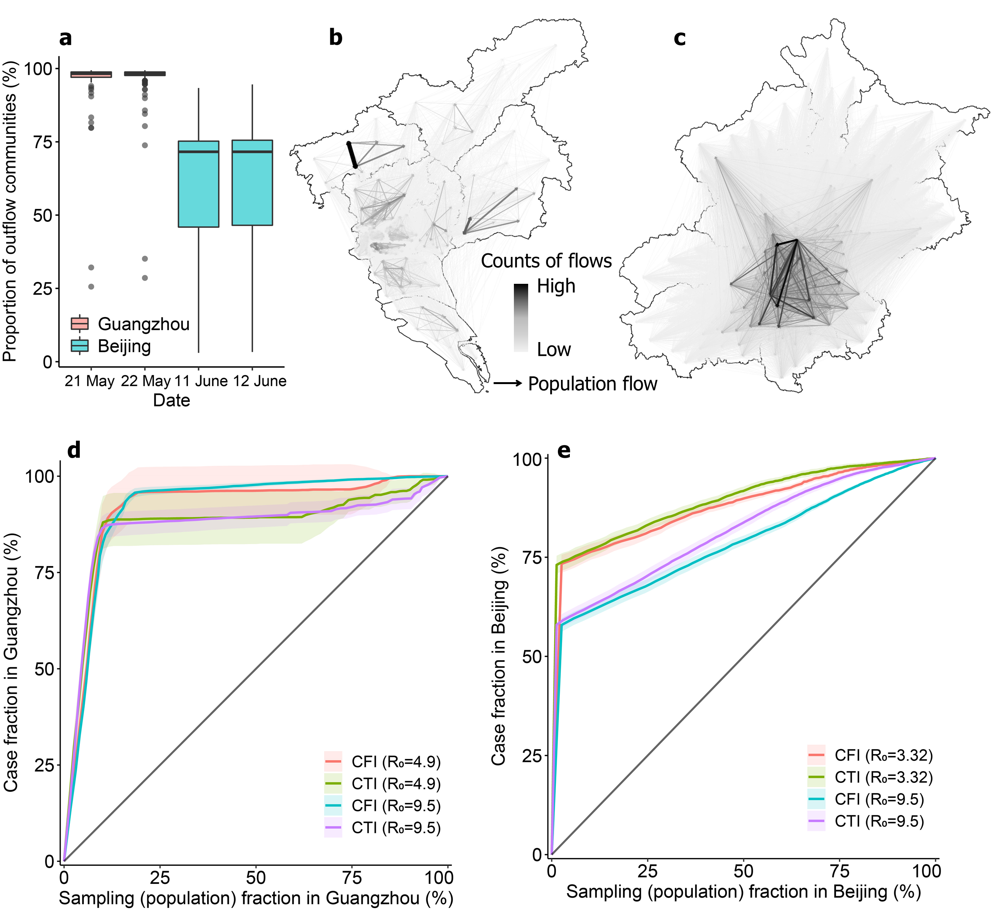 a
b
c
Proportion of outflow communities (%)
100
75
50
25
0
Guangzhou
Beijing
21 May
22 May
11 June
12 June
Date
Counts of flows
High
Low
Population flow
d
Case fraction in Guangzhou (%)
100
75
50
25
0
CFI (R₀=4.9)
CTI (R₀=4.9)
CFI (R₀=9.5)
CTI (R₀=9.5)
0
25
50
75
100
Sampling (population) fraction in Guangzhou (%)
e
Case fraction in Beijing (%)
100
75
50
25
0
CFI (R₀=3.32)
CTI (R₀=3.32)
CFI (R₀=9.5)
CTI (R₀=9.5)
0
25
50
75
100
Sampling (population) fraction in Beijing (%)